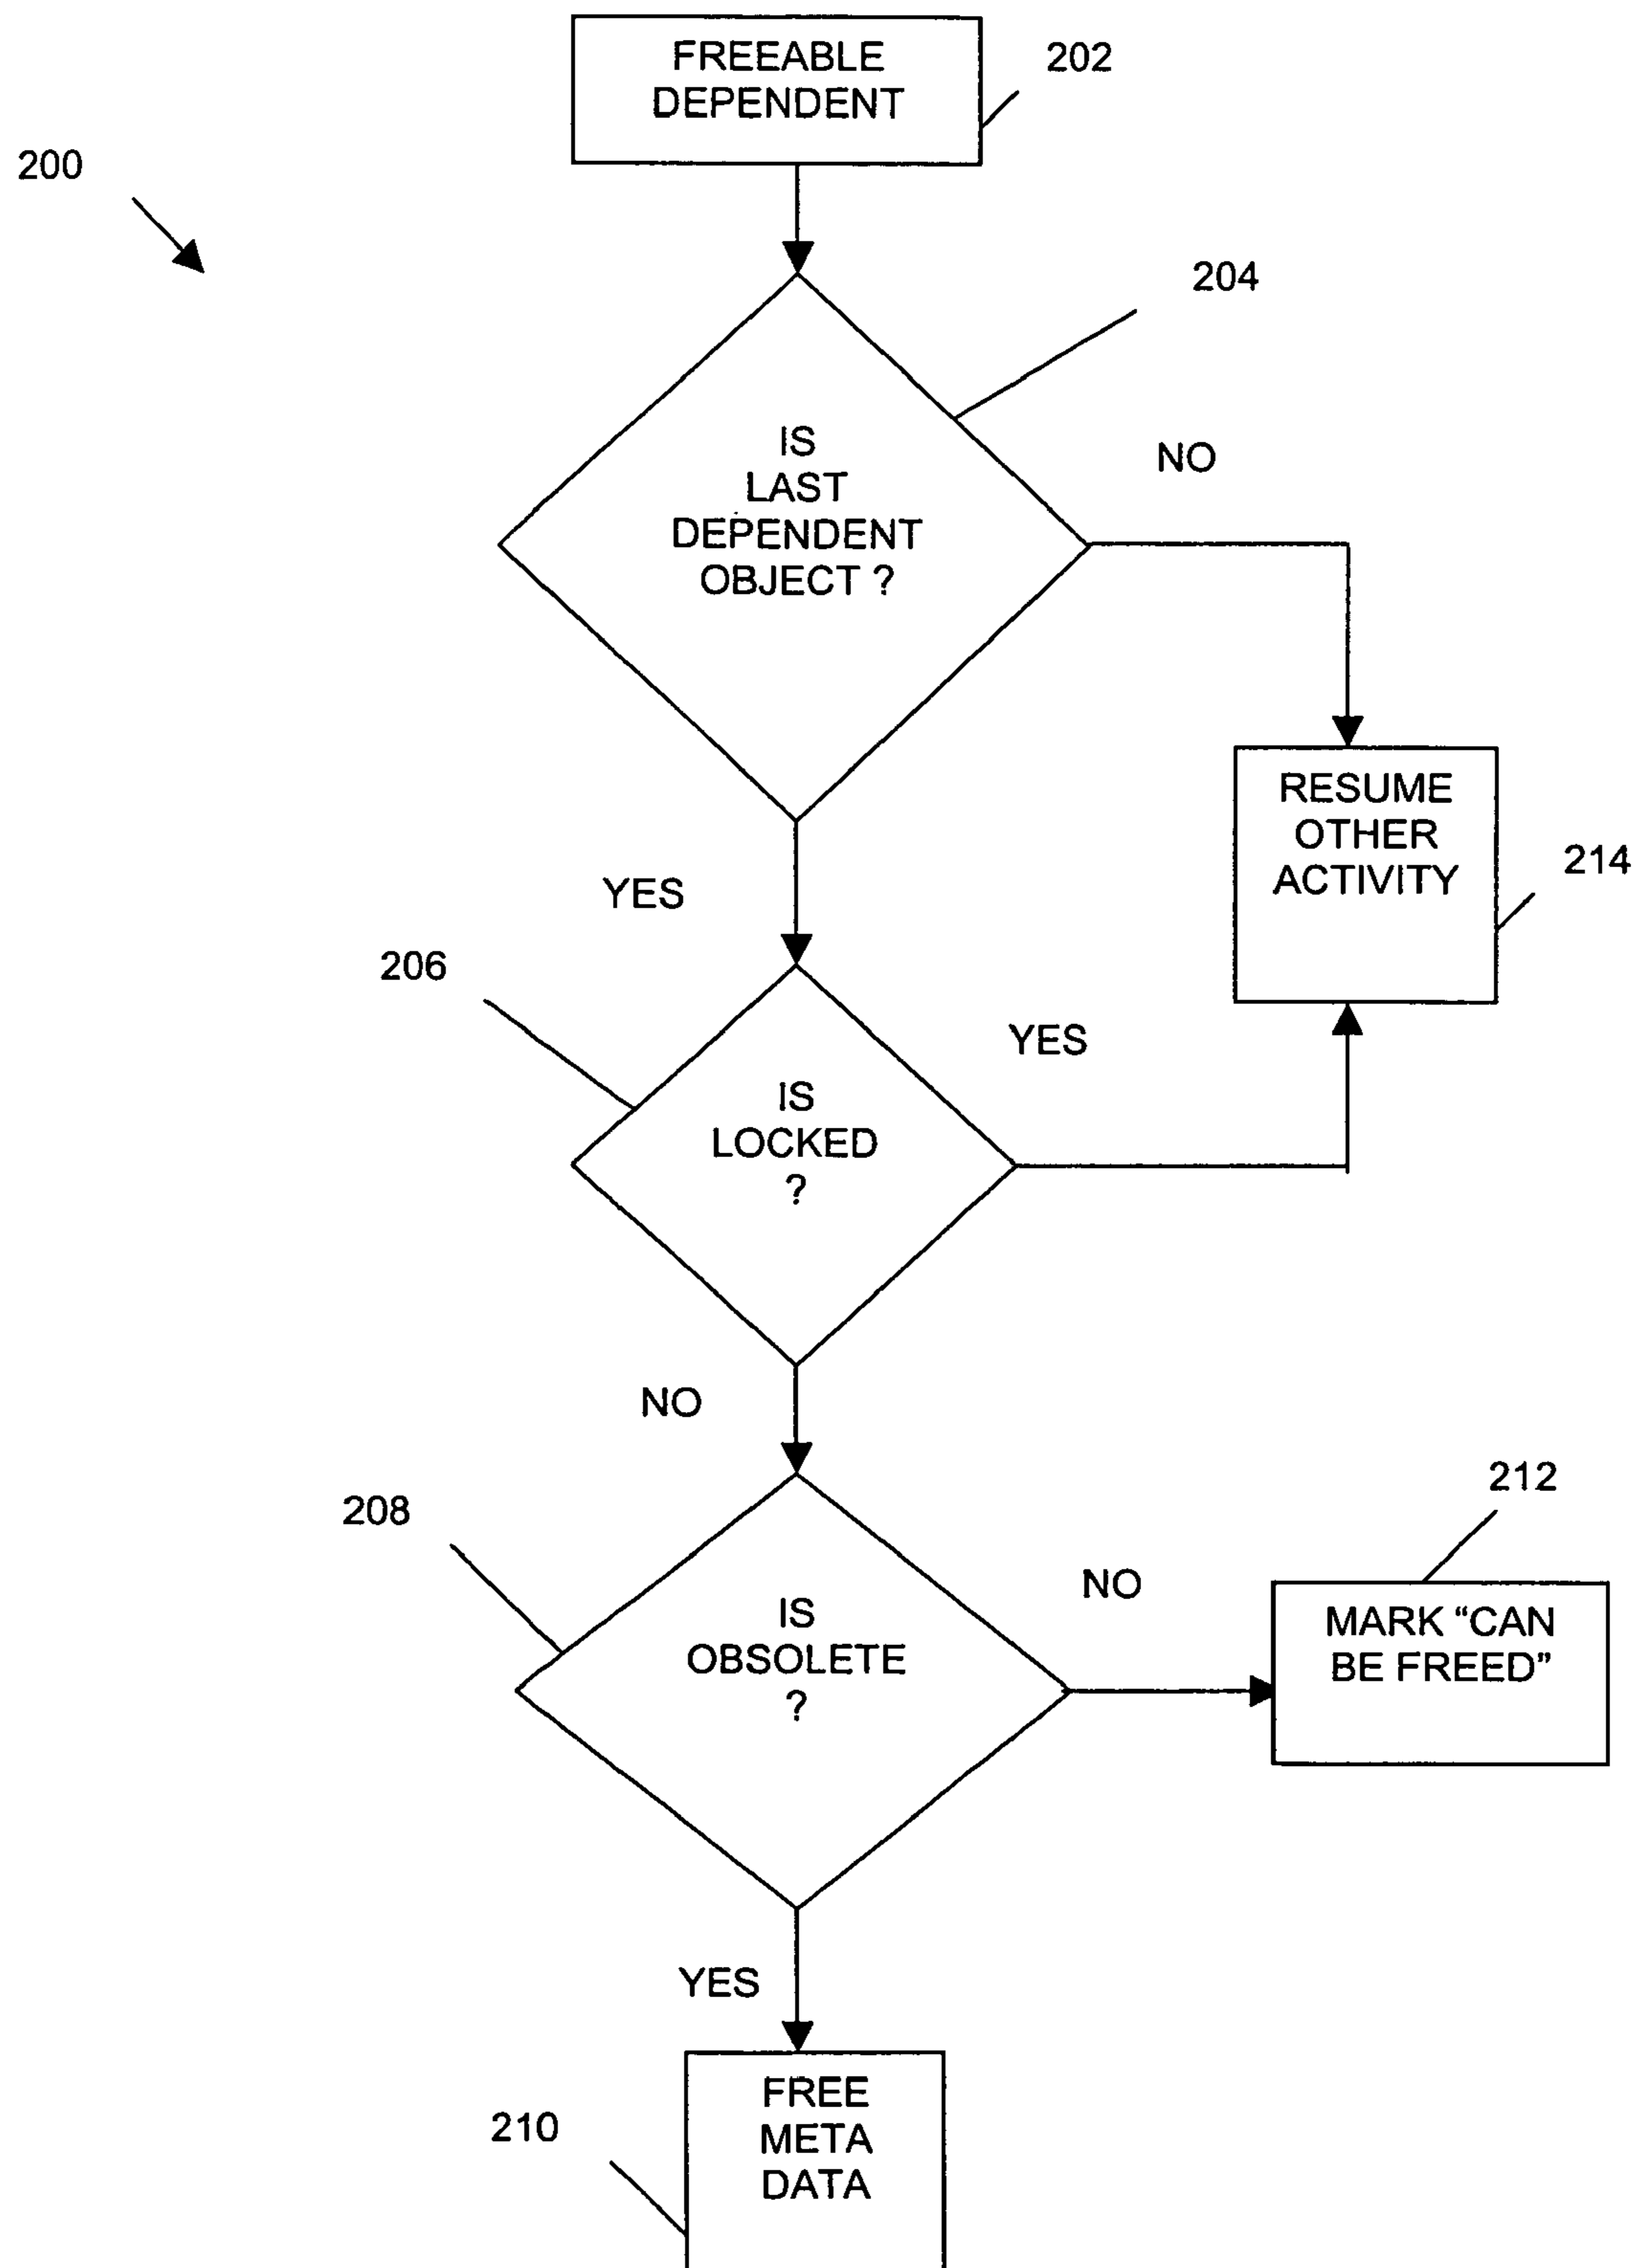 FREEABLE
DEPENDENT
202
200
204
IS
LAST
DEPENDENT
OBJECT ?
NO
RESUME
OTHER
ACTIVITY
214
YES
206
YES
IS
LOCKED
?
NO
208
212
IS
OBSOLETE
?
NO
MARK “CAN
BE FREED”
YES
FREE
META
DATA
210